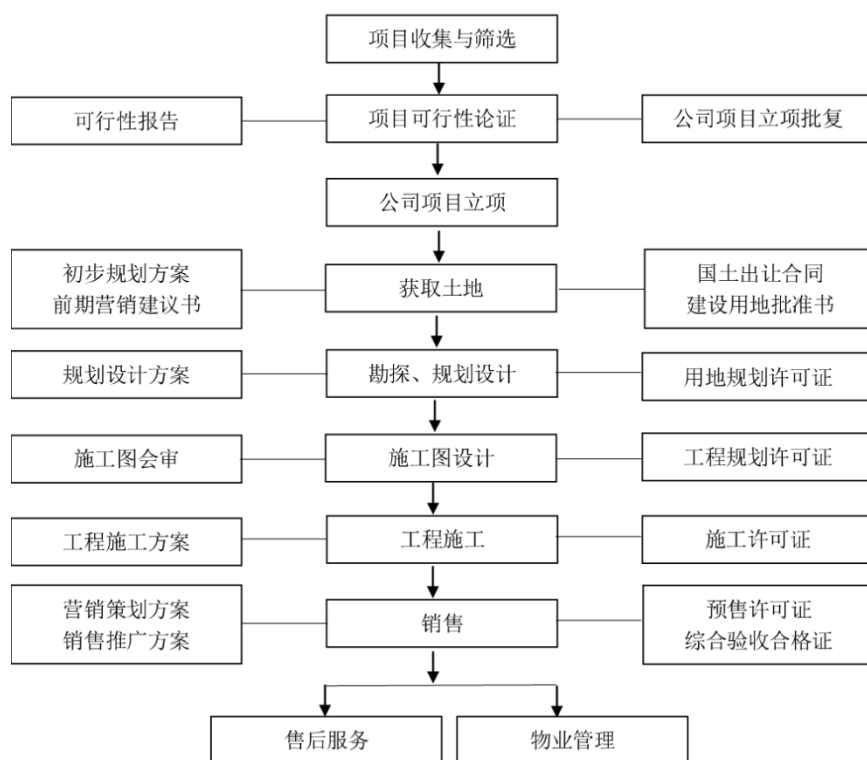 项目收集与筛选
可行性报告
项目可行性论证
公司项目立项批复
公司项目立项
初步规划方案
前期营销建议书
获取土地
国土出让合同
建设用地批准书
规划设计方案
勘探、规划设计
用地规划许可证
施工图会审
施工图设计
工程规划许可证
工程施工方案
工程施工
施工许可证
营销策划方案
销售推广方案
销售
预售许可证
综合验收合格证
售后服务
物业管理